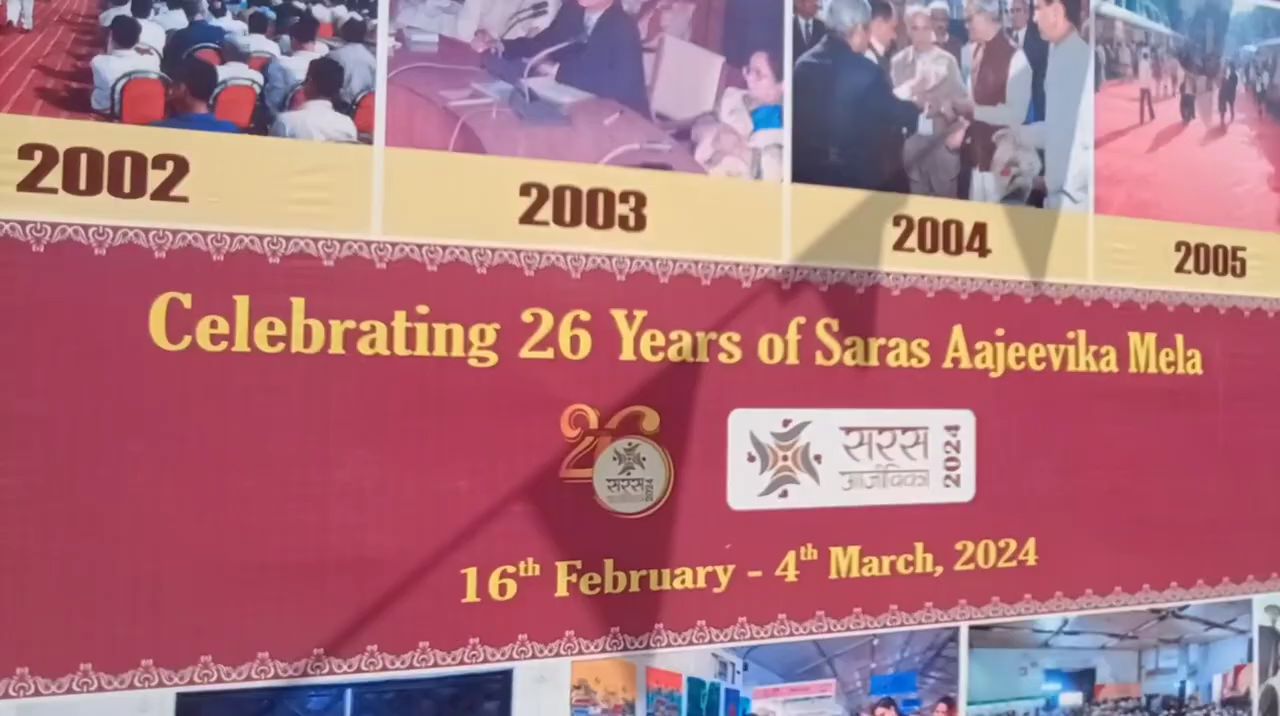 2002
2003
2004
2005
Celebrating 26 Years of Saras Aajeevika Mela
26
सरस
2024
सरस
आजीविका
2024
16th February - 4th March, 2024